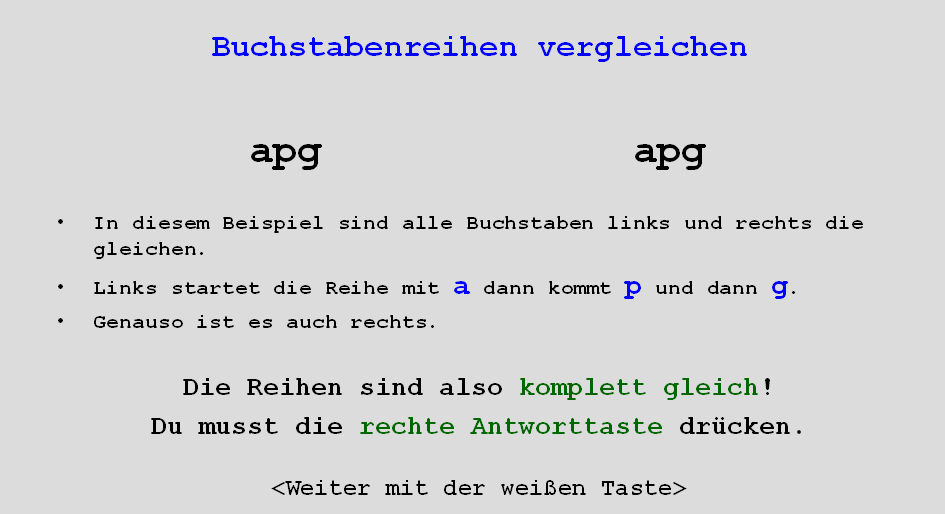 Buchstabenreihen vergleichen
apg apg
• In diesem Beispiel sind alle Buchstaben links und rechts die
gleichen.
• Links startet die Reihe mit a dann kommt p und dann g.
• Genauso ist es auch rechts.
Die Reihen sind also komplett gleich!
Du musst die rechte Antworttaste drücken.
<Weiter mit der weißen Taste>